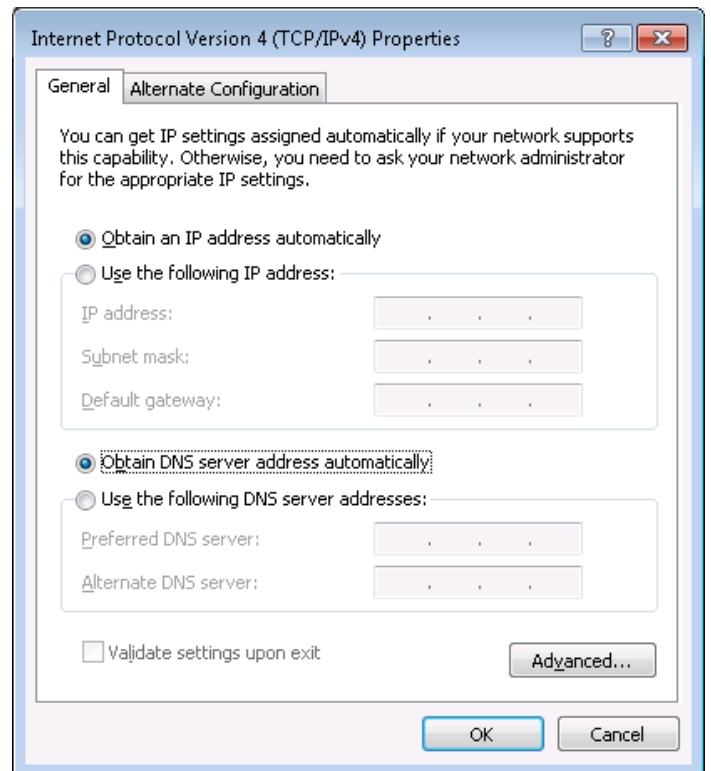 Internet Protocol Version 4 (TCP/IPv4) Properties
General
Alternate Configuration
You can get IP settings assigned automatically if your network supports
this capability. Otherwise, you need to ask your network administrator
for the appropriate IP settings.
Obtain an IP address automatically
Use the following IP address:
IP address:
Subnet mask:
Default gateway:
Obtain DNS server address automatically
Use the following DNS server addresses:
Preferred DNS server:
Alternate DNS server:
Validate settings upon exit
Advanced...
OK
Cancel